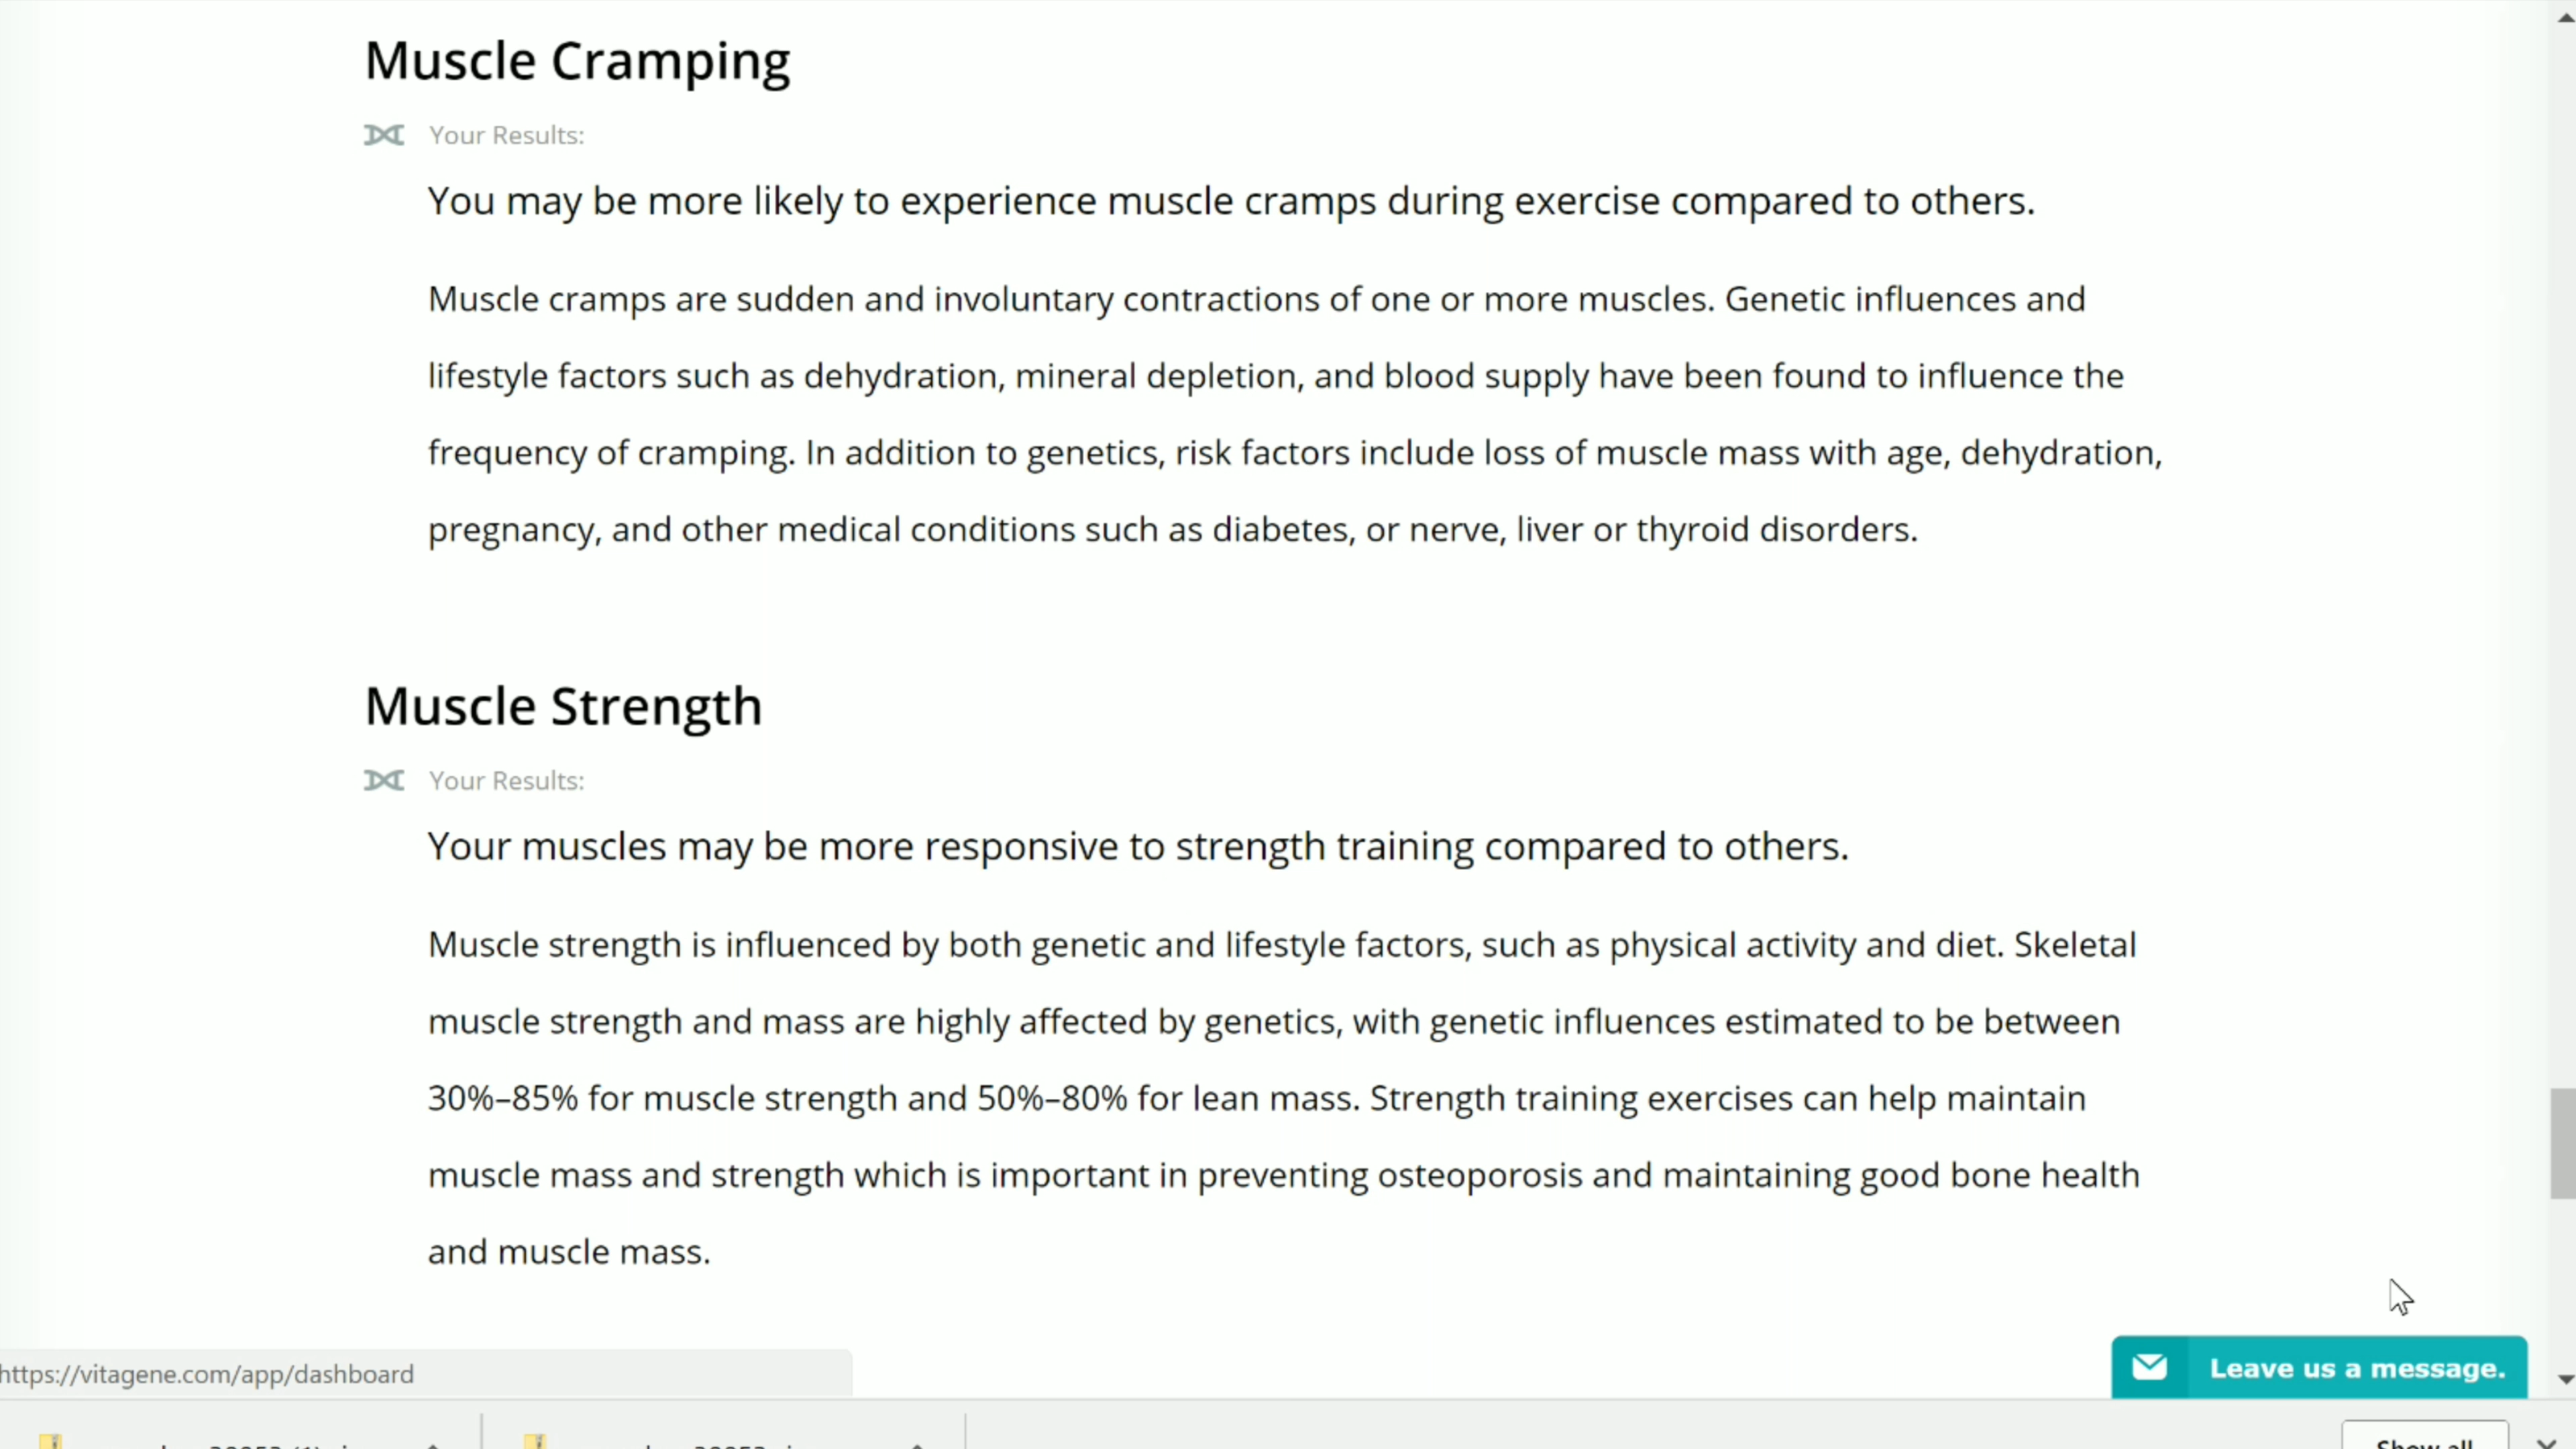 Muscle Cramping
Your Results:
You may be more likely to experience muscle cramps during exercise compared to others.
Muscle cramps are sudden and involuntary contractions of one or more muscles. Genetic influences and
lifestyle factors such as dehydration, mineral depletion, and blood supply have been found to influence the
frequency of cramping. In addition to genetics, risk factors include loss of muscle mass with age, dehydration,
pregnancy, and other medical conditions such as diabetes, or nerve, liver or thyroid disorders.
Muscle Strength
Your Results:
Your muscles may be more responsive to strength training compared to others.
Muscle strength is influenced by both genetic and lifestyle factors, such as physical activity and diet. Skeletal
muscle strength and mass are highly affected by genetics, with genetic influences estimated to be between
30%–85% for muscle strength and 50%–80% for lean mass. Strength training exercises can help maintain
muscle mass and strength which is important in preventing osteoporosis and maintaining good bone health
and muscle mass.
https://vitagene.com/app/dashboard
Leave us a message.
Show all